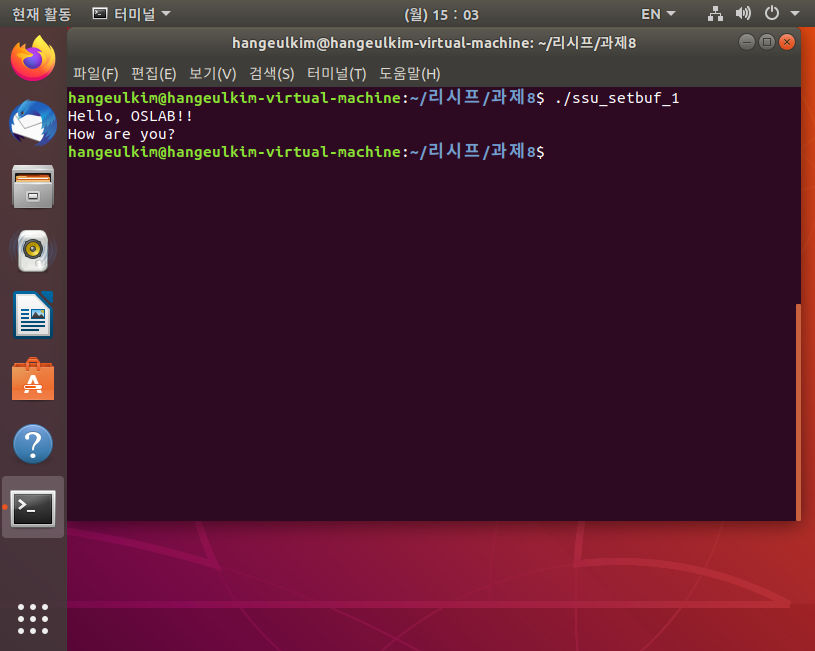 현재 활동 터미널 (월) 15 : 03 EN
hangeulkim@hangeulkim-virtual-machine: ~/리시프/과제8
파일(F) 편집(E) 보기(V) 검색(S) 터미널(T) 도움말(H)
hangeulkim@hangeulkim-virtual-machine:~/리시프/과제8$ ./ssu_setbuf_1
Hello, OSLAB!!
How are you?
hangeulkim@hangeulkim-virtual-machine:~/리시프/과제8$